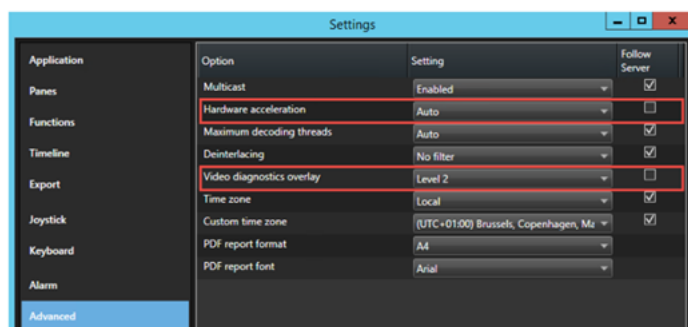 Settings
Application
Panes
Functions
Timeline
Export
Joystick
Keyboard
Alarm
Advanced
Option Setting Follow Server
Multicast Enabled
Hardware acceleration Auto
Maximum decoding threads Auto
Deinterlacing No filter
Video diagnostics overlay Level 2
Time zone Local
Custom time zone (UTC+01:00) Brussels, Copenhagen, Ma
PDF report format A4
PDF report font Arial